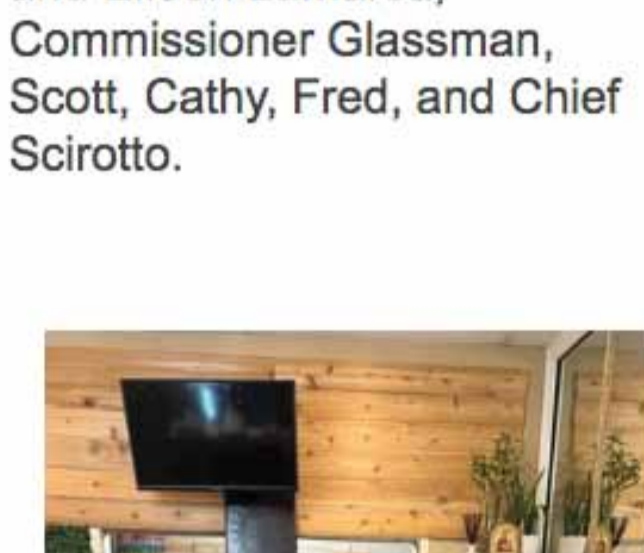 Commissioner Glassman,
Scott, Cathy, Fred, and Chief
Scirotto.